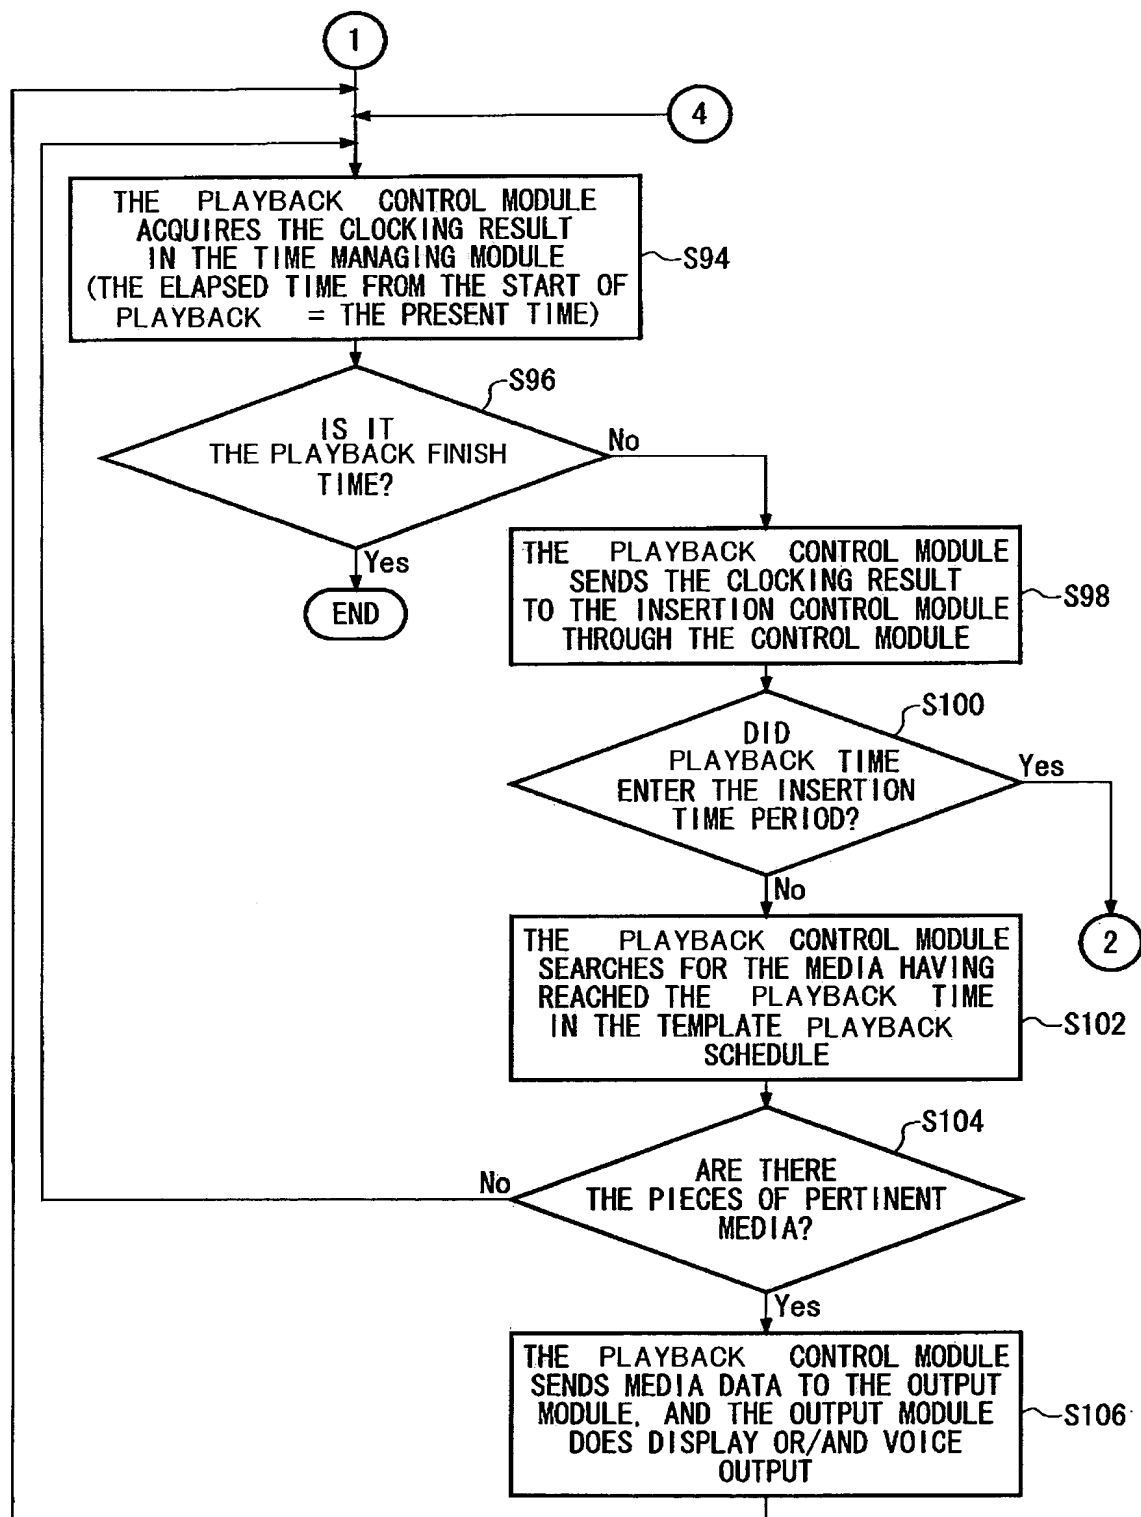 1
4
THE PLAYBACK CONTROL MODULE
ACQUIRES THE CLOCKING RESULT
IN THE TIME MANAGING MODULE
(THE ELAPSED TIME FROM THE START OF
PLAYBACK = THE PRESENT TIME)
S94
S96
IS IT
THE PLAYBACK FINISH
TIME?
No
Yes
END
THE PLAYBACK CONTROL MODULE
SENDS THE CLOCKING RESULT
TO THE INSERTION CONTROL MODULE
THROUGH THE CONTROL MODULE
S98
S100
DID
PLAYBACK TIME
ENTER THE INSERTION
TIME PERIOD?
Yes
No
2
THE PLAYBACK CONTROL MODULE
SEARCHES FOR THE MEDIA HAVING
REACHED THE PLAYBACK TIME
IN THE TEMPLATE PLAYBACK
SCHEDULE
S102
S104
ARE THERE
THE PIECES OF PERTINENT
MEDIA?
No
Yes
THE PLAYBACK CONTROL MODULE
SENDS MEDIA DATA TO THE OUTPUT
MODULE, AND THE OUTPUT MODULE
DOES DISPLAY OR/AND VOICE
OUTPUT
S106